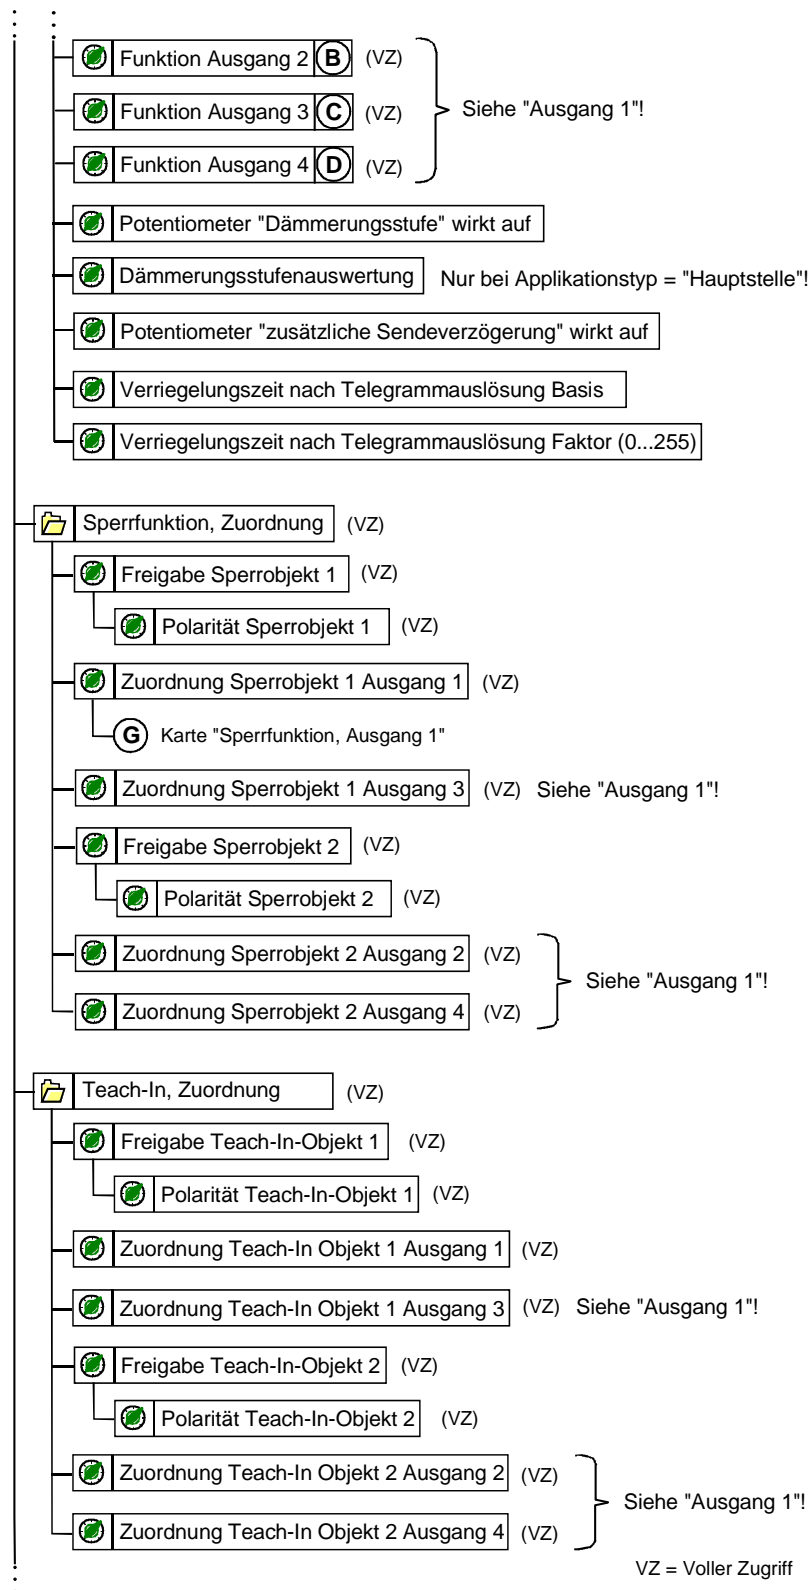 Funktion Ausgang 2 B (VZ)
Funktion Ausgang 3 C (VZ)
Siehe "Ausgang 1"!
Funktion Ausgang 4 D (VZ)
Potentiometer "Dämmerungsstufe" wirkt auf
Dämmerungsstufenauswertung Nur bei Applikationstyp = "Hauptstelle"!
Potentiometer "zusätzliche Sendeverzögerung" wirkt auf
Verriegelungszeit nach Telegrammauslösung Basis
Verriegelungszeit nach Telegrammauslösung Faktor (0...255)
Sperrfunktion, Zuordnung (VZ)
Freigabe Sperrobjekt 1 (VZ)
Polarität Sperrobjekt 1 (VZ)
Zuordnung Sperrobjekt 1 Ausgang 1 (VZ)
G Karte "Sperrfunktion, Ausgang 1"
Zuordnung Sperrobjekt 1 Ausgang 3 (VZ) Siehe "Ausgang 1"!
Freigabe Sperrobjekt 2 (VZ)
Polarität Sperrobjekt 2 (VZ)
Zuordnung Sperrobjekt 2 Ausgang 2 (VZ)
Siehe "Ausgang 1"!
Zuordnung Sperrobjekt 2 Ausgang 4 (VZ)
Teach-In, Zuordnung (VZ)
Freigabe Teach-In-Objekt 1 (VZ)
Polarität Teach-In-Objekt 1 (VZ)
Zuordnung Teach-In Objekt 1 Ausgang 1 (VZ)
Zuordnung Teach-In Objekt 1 Ausgang 3 (VZ) Siehe "Ausgang 1"!
Freigabe Teach-In-Objekt 2 (VZ)
Polarität Teach-In-Objekt 2 (VZ)
Zuordnung Teach-In Objekt 2 Ausgang 2 (VZ)
Siehe "Ausgang 1"!
Zuordnung Teach-In Objekt 2 Ausgang 4 (VZ)
VZ = Voller Zugriff